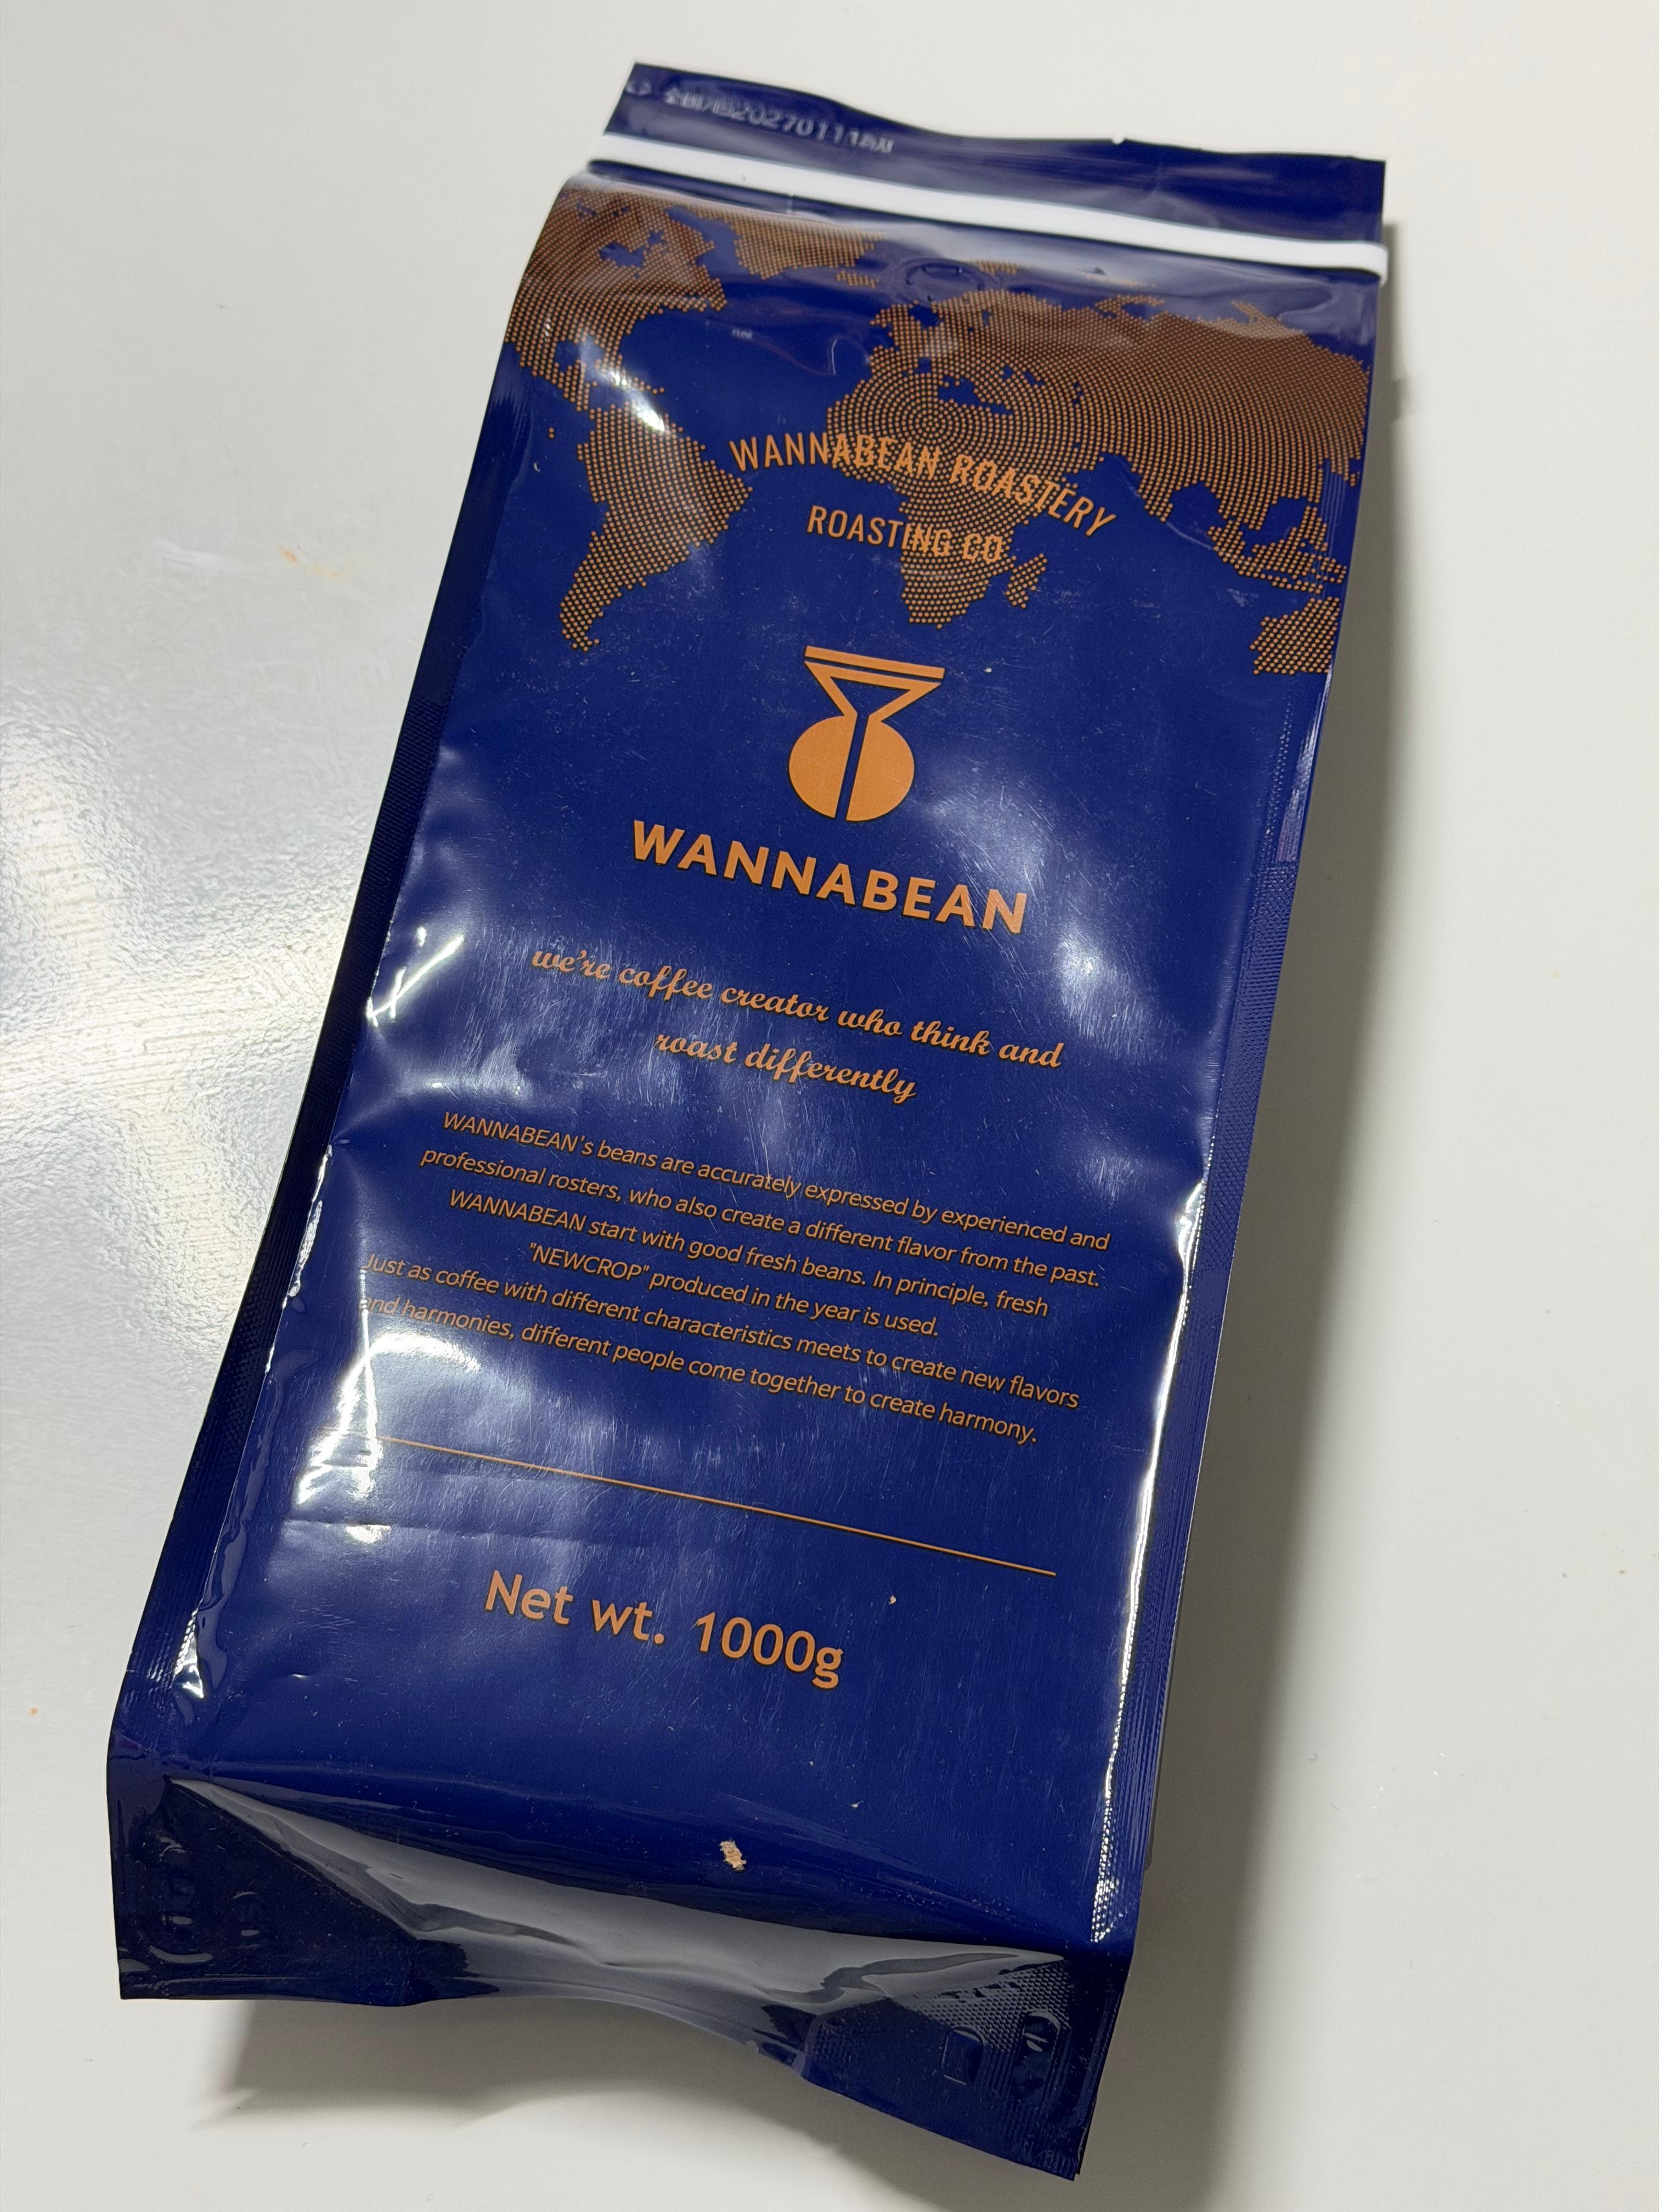 20270111
WANNABEAN ROASTERY
ROASTING CO
WANNABEAN
we're coffee creator who think and
roast differently
WANNABEAN's beans are accurately expressed by experienced and
professional rosters, who also create a different flavor from the past.
WANNABEAN start with good fresh beans. In principle, fresh
"NEWCROP" produced in the year is used.
Just as coffee with different characteristics meets to create new flavors
and harmonies, different people come together to create harmony.
Net wt. 1000g